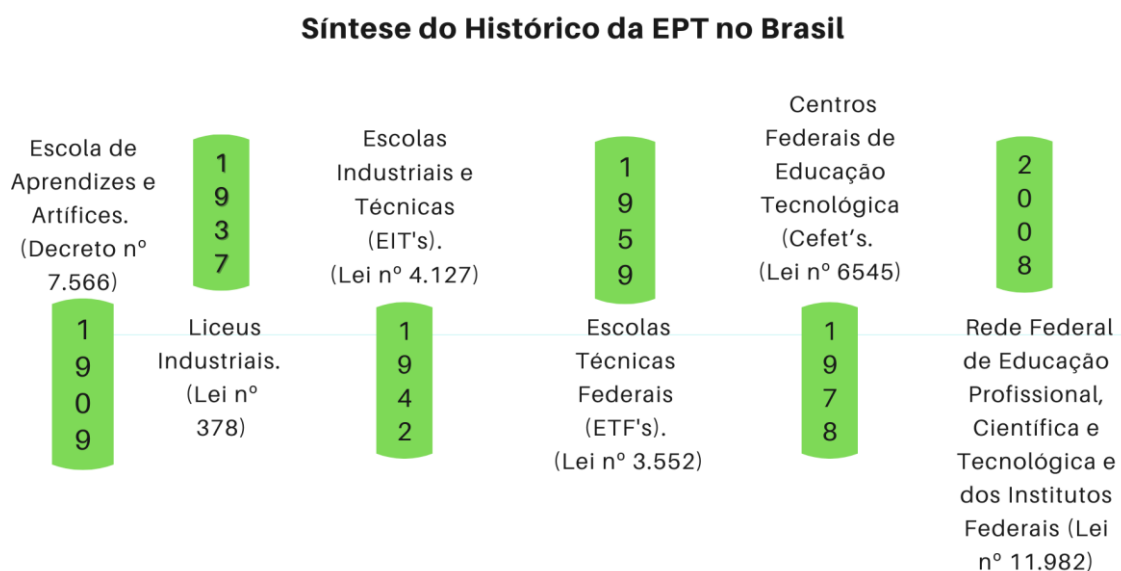 Síntese do Histórico da EPT no Brasil
Escola de
Aprendizes e
Artífices.
(Decreto nº
7.566)
1
9
0
9
1
9
3
7
Liceus
Industriais.
(Lei nº
378)
Escolas
Industriais e
Técnicas
(EIT's).
(Lei nº 4.127)
1
9
4
2
1
9
5
9
Escolas
Técnicas
Federais
(ETF's).
(Lei nº 3.552)
Centros
Federais de
Educação
Tecnológica
(Cefet’s.
(Lei nº 6545)
1
9
7
8
2
0
0
8
Rede Federal
de Educação
Profissional,
Científica e
Tecnológica e
dos Institutos
Federais (Lei
nº 11.982)